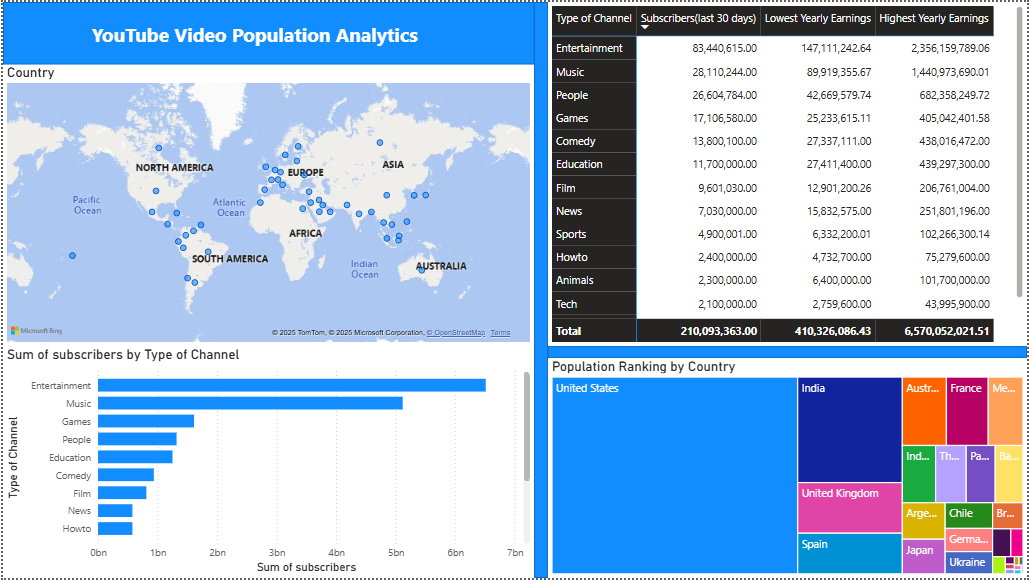 YouTube Video Population Analytics
Country
NORTH AMERICA
EUROPE
ASIA
Pacific
Ocean
Atlantic
Ocean
AFRICA
SOUTH AMERICA
Indian
Ocean
AUSTRALIA
Microsoft Bing
© 2025 TomTom, © 2025 Microsoft Corporation, © OpenStreetMap Terms
Sum of subscribers by Type of Channel
Type of Channel
Entertainment
Music
Games
People
Education
Comedy
Film
News
Howto
0bn 1bn 2bn 3bn 4bn 5bn 6bn 7bn
Sum of subscribers
Type of Channel Subscribers(last 30 days) Lowest Yearly Earnings Highest Yearly Earnings
Entertainment 83,440,615.00 147,111,242.64 2,356,159,789.06
Music 28,110,244.00 89,919,355.67 1,440,973,690.01
People 26,604,784.00 42,669,579.74 682,358,249.72
Games 17,106,580.00 25,233,615.11 405,042,401.58
Comedy 13,800,100.00 27,337,111.00 438,016,472.00
Education 11,700,000.00 27,411,400.00 439,297,300.00
Film 9,601,030.00 12,901,200.26 206,761,004.00
News 7,030,000.00 15,832,575.00 251,801,196.00
Sports 4,900,001.00 6,332,200.01 102,266,300.14
Howto 2,400,000.00 4,732,700.00 75,279,600.00
Animals 2,300,000.00 6,400,000.00 101,700,000.00
Tech 2,100,000.00 2,759,600.00 43,995,900.00
Total 210,093,363.00 410,326,086.43 6,570,052,021.51
Population Ranking by Country
United States
India
United Kingdom
Spain
Austr... France Me...
Ind... Th... Pa... Ba...
Arge... Chile Br...
Germa...
Japan
Ukraine